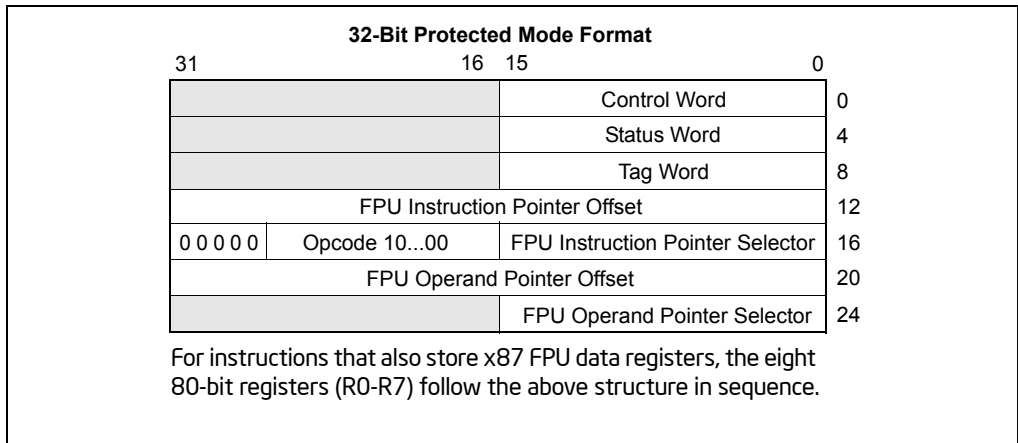 32-Bit Protected Mode Format
31 16 15 0
Control Word 0
Status Word 4
Tag Word 8
FPU Instruction Pointer Offset 12
0 0 0 0 0 Opcode 10...00 FPU Instruction Pointer Selector 16
FPU Operand Pointer Offset 20
FPU Operand Pointer Selector 24
For instructions that also store x87 FPU data registers, the eight
80-bit registers (R0-R7) follow the above structure in sequence.